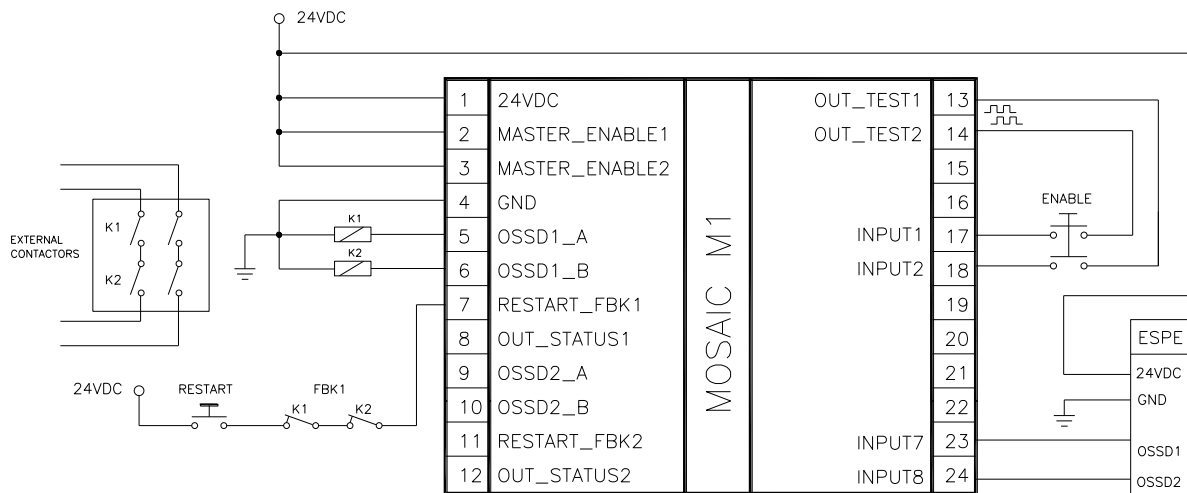 24VDC
1 24VDC
2 MASTER_ENABLE1
3 MASTER_ENABLE2
4 GND
5 OSSD1_A
6 OSSD1_B
7 RESTART_FBK1
8 OUT_STATUS1
9 OSSD2_A
10 OSSD2_B
11 RESTART_FBK2
12 OUT_STATUS2
MOSAIC M1
OUT_TEST1 13
OUT_TEST2 14
15
16
INPUT1 17
INPUT2 18
19
20
21
22
INPUT7 23
INPUT8 24
K1
K2
EXTERNAL
CONTACTORS
K1
K2
24VDC
RESTART
FBK1
K1
K2
ENABLE
ESPE
24VDC
GND
OSSD1
OSSD2